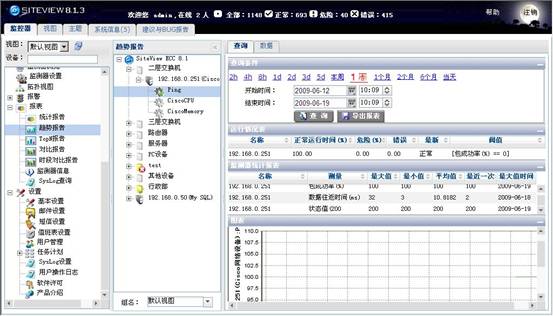 SITEVIEW 8.1.3
欢迎您 admin, 在线 2 人 全部:1148 正常:693 危险:40 错误:415
帮助 注销
监控器 视图 主题 系统信息(5) 建议与BUG报告
视图: 默认视图
设备:
监测器设置
拓扑视图
报警
报表
统计报告
趋势报告
TopN报告
对比报告
时段对比报告
监测器信息
SysLog查询
设置
基本设置
邮件设置
短信设置
值班表设置
用户管理
任务计划
SysLog设置
用户操作日志
软件许可
产品介绍
趋势报告
SiteView ECC 8.1
二层交换机
192.168.0.251(Cisco
Ping
CiscoCPU
CiscoMemory
三层交换机
路由器
服务器
PC设备
test
其他设备
行政部
192.168.0.50(My SQL)
组名: 默认视图
查询 数据
查询条件
2h 4h 8h 1d 2d 3d 5d 本周 1周 1个月 2个月 6个月 当天
开始时间: 2009-06-12 10:09
结束时间: 2009-06-19 10:09
查 询 导出报表
运行情况表
名称 正常运行时间(%) 危险(%) 错误 最新 阀值
192.168.0.251 100.00 0.00 0.00 正常 [包成功率(%) == 0]
监测器统计报表
名称 测量 最大值 最小值 平均值 最近一次 最大值时间
192.168.0.251 包成功率(%) 100 100 100 100 2009-06-19
192.168.0.251 数据往返时间(ms) 32 3 10.8182 2 2009-06-18
192.168.0.251 状态值(200 200 200 200 200 2009-06-19
图表
251(Cisco网络设备):P
110.0
107.5
105.0
102.5
100.0
97.5
95.0